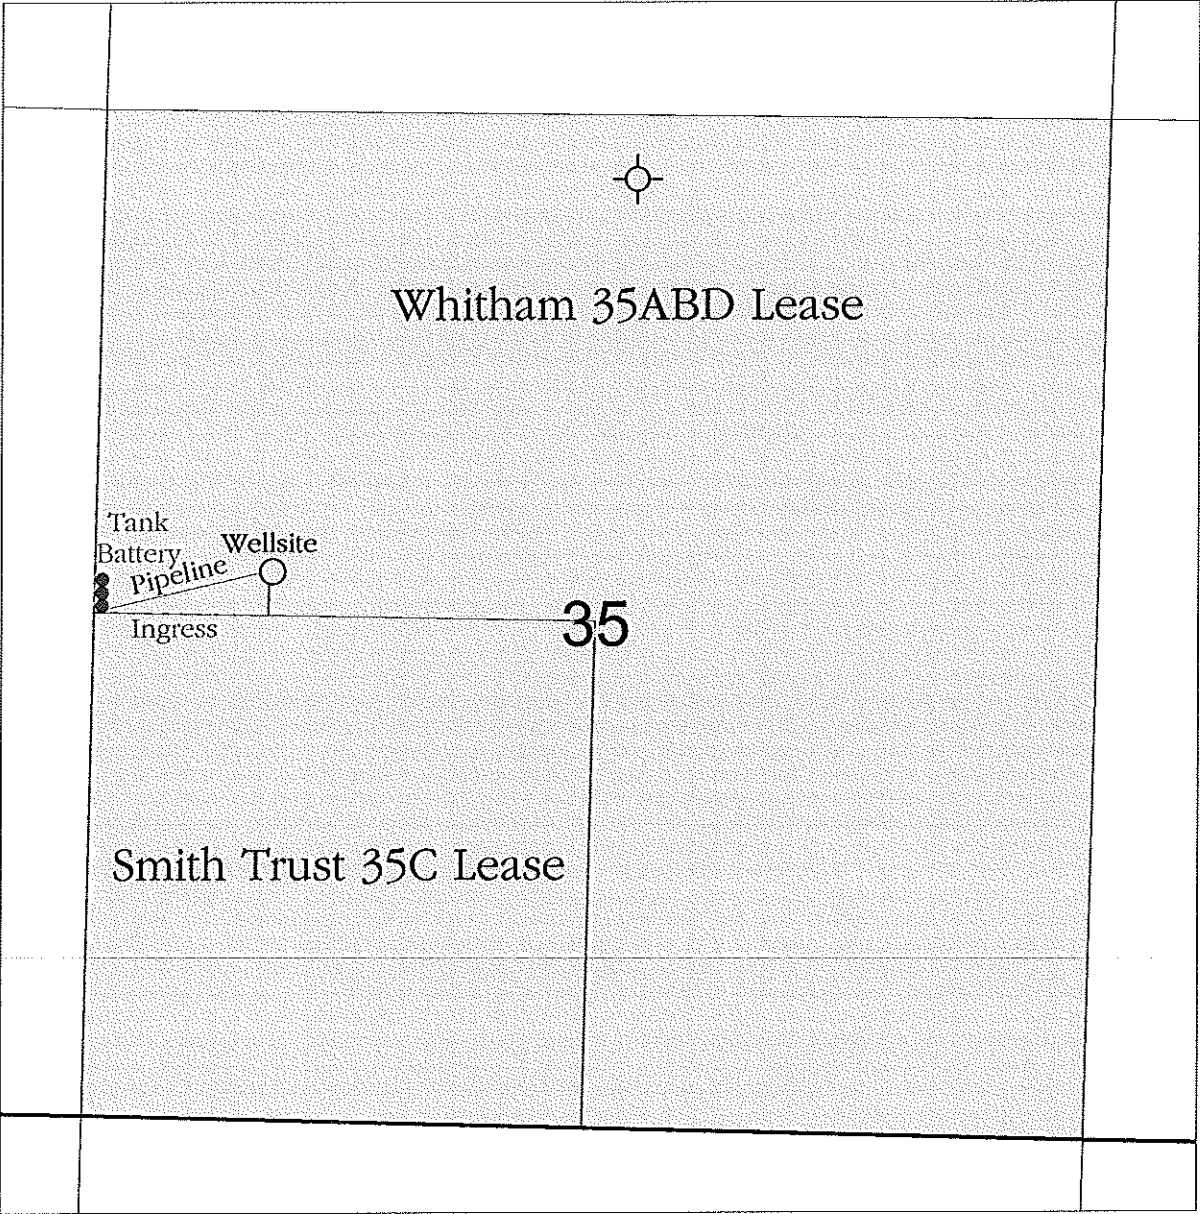 Whitham 35ABD Lease
Tank
Battery
Wellsite
Pipeline
35
Ingress
Smith Trust 35C Lease